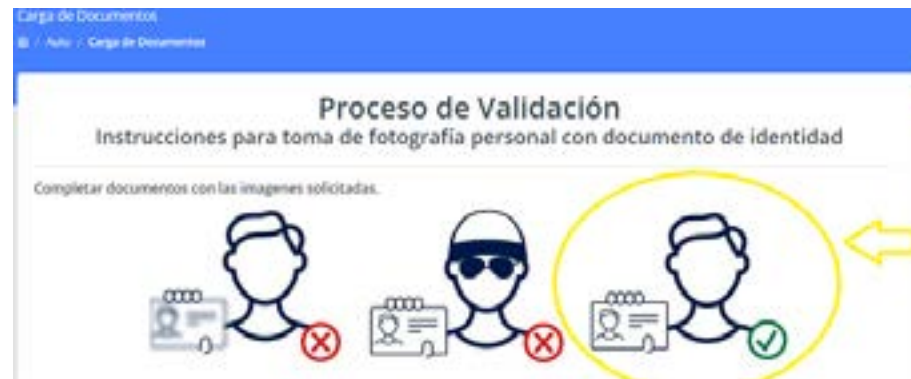 Carga de Documentos
/ Auto / Carga de Documentos
Proceso de Validación
Instrucciones para toma de fotografía personal con documento de identidad
Completar documentos con las imagenes solicitadas.